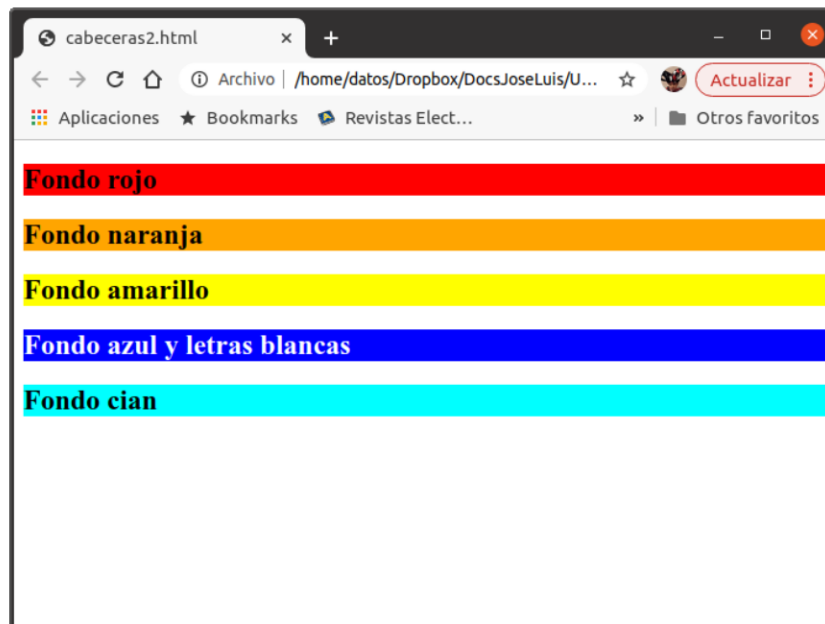 cabeceras2.html
Archivo /home/datos/Dropbox/DocsJoseLuis/U... Actualizar
Aplicaciones Bookmarks Revistas Elect... » Otros favoritos
Fondo rojo
Fondo naranja
Fondo amarillo
Fondo azul y letras blancas
Fondo cian